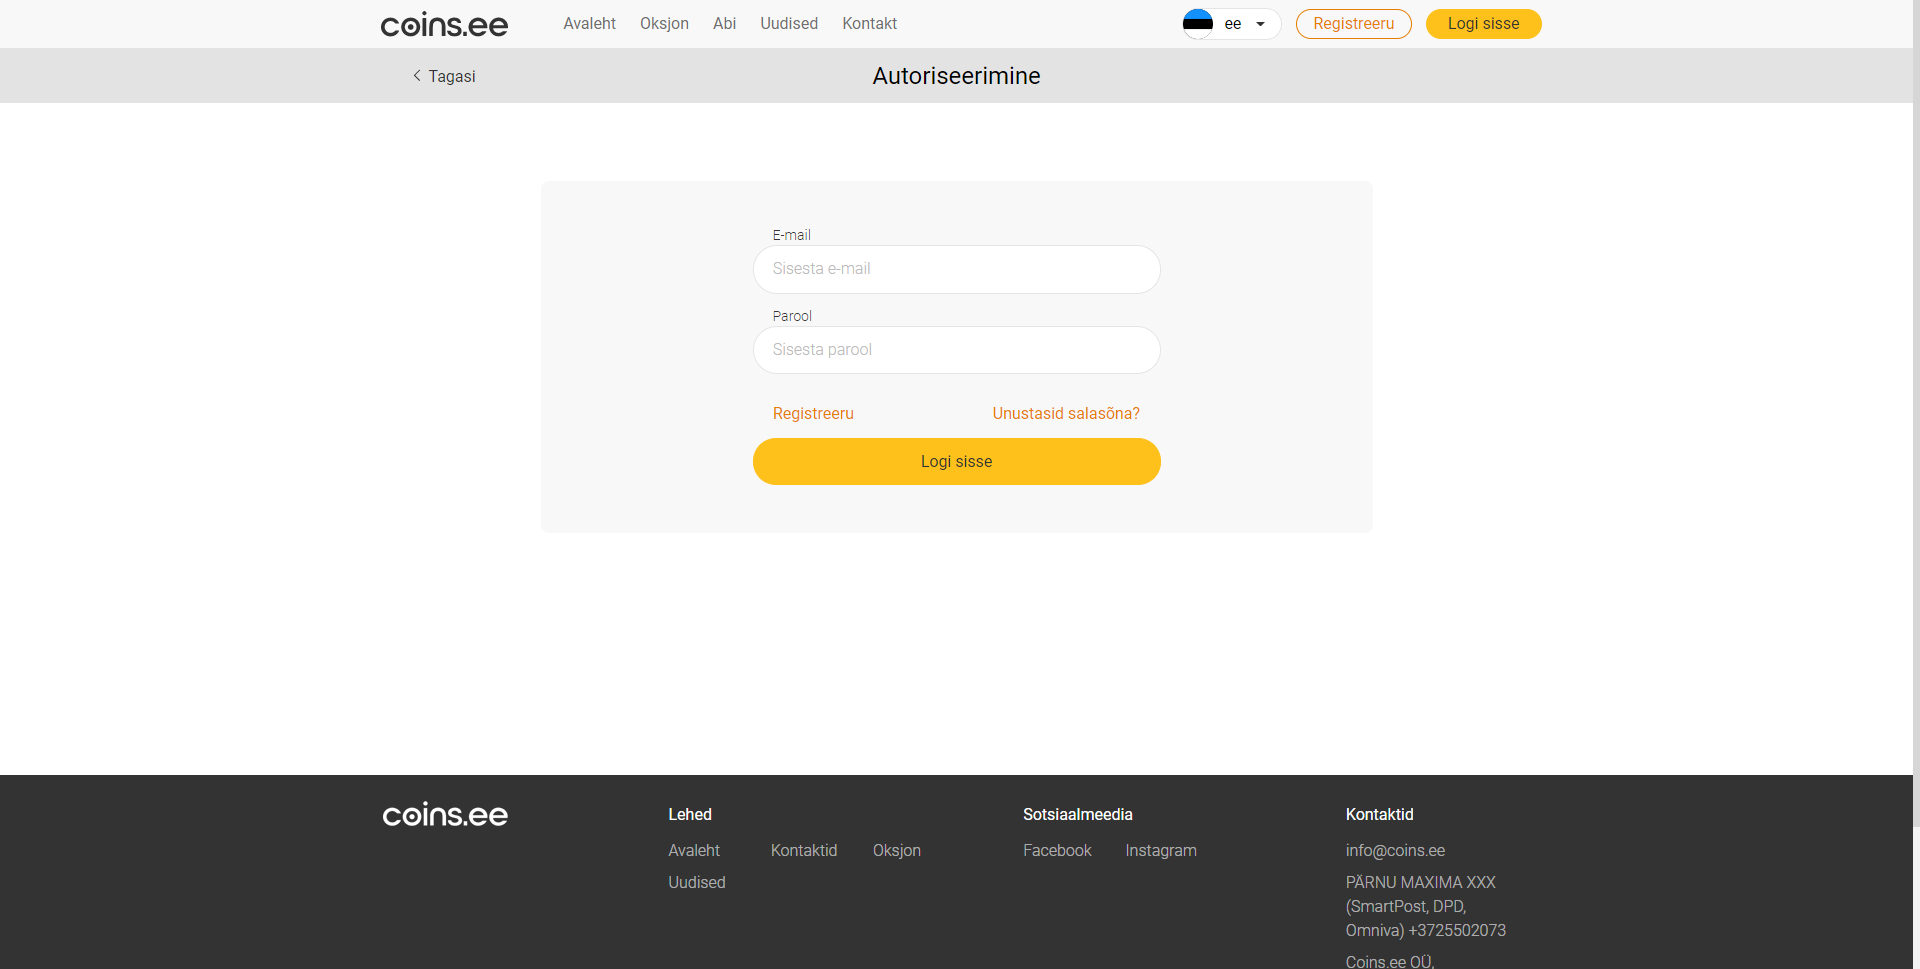 coins.ee
Avaleht Oksjon Abi Uudised Kontakt
ee
Registreeru
Logi sisse
Tagasi
Autoriseerimine
E-mail
Sisesta e-mail
Parool
Sisesta parool
Registreeru
Unustasid salasõna?
Logi sisse
coins.ee
Lehed
Avaleht Kontaktid Oksjon
Uudised
Sotsiaalmeedia
Facebook Instagram
Kontaktid
info@coins.ee
PÄRNU MAXIMA XXX
(SmartPost, DPD,
Omniva) +3725502073
Coins.ee OÜ,